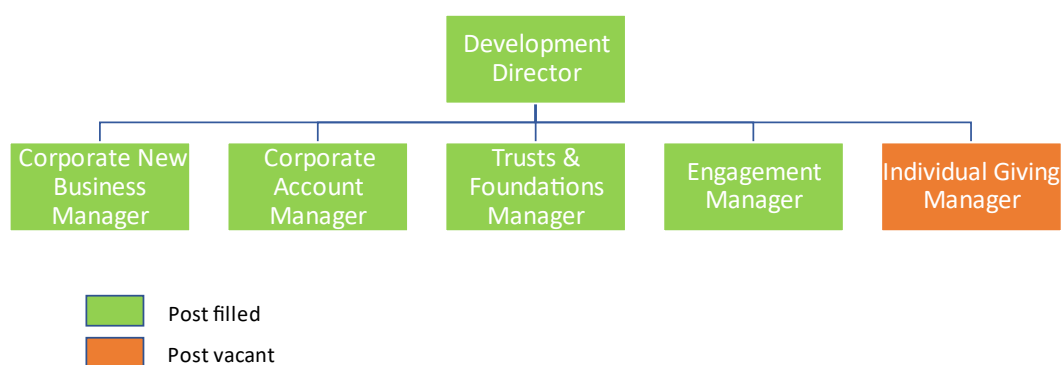 Development
Director
Corporate New
Business
Manager
Corporate
Account
Manager
Trusts &
Foundations
Manager
Engagement
Manager
Individual Giving
Manager
Post filled
Post vacant